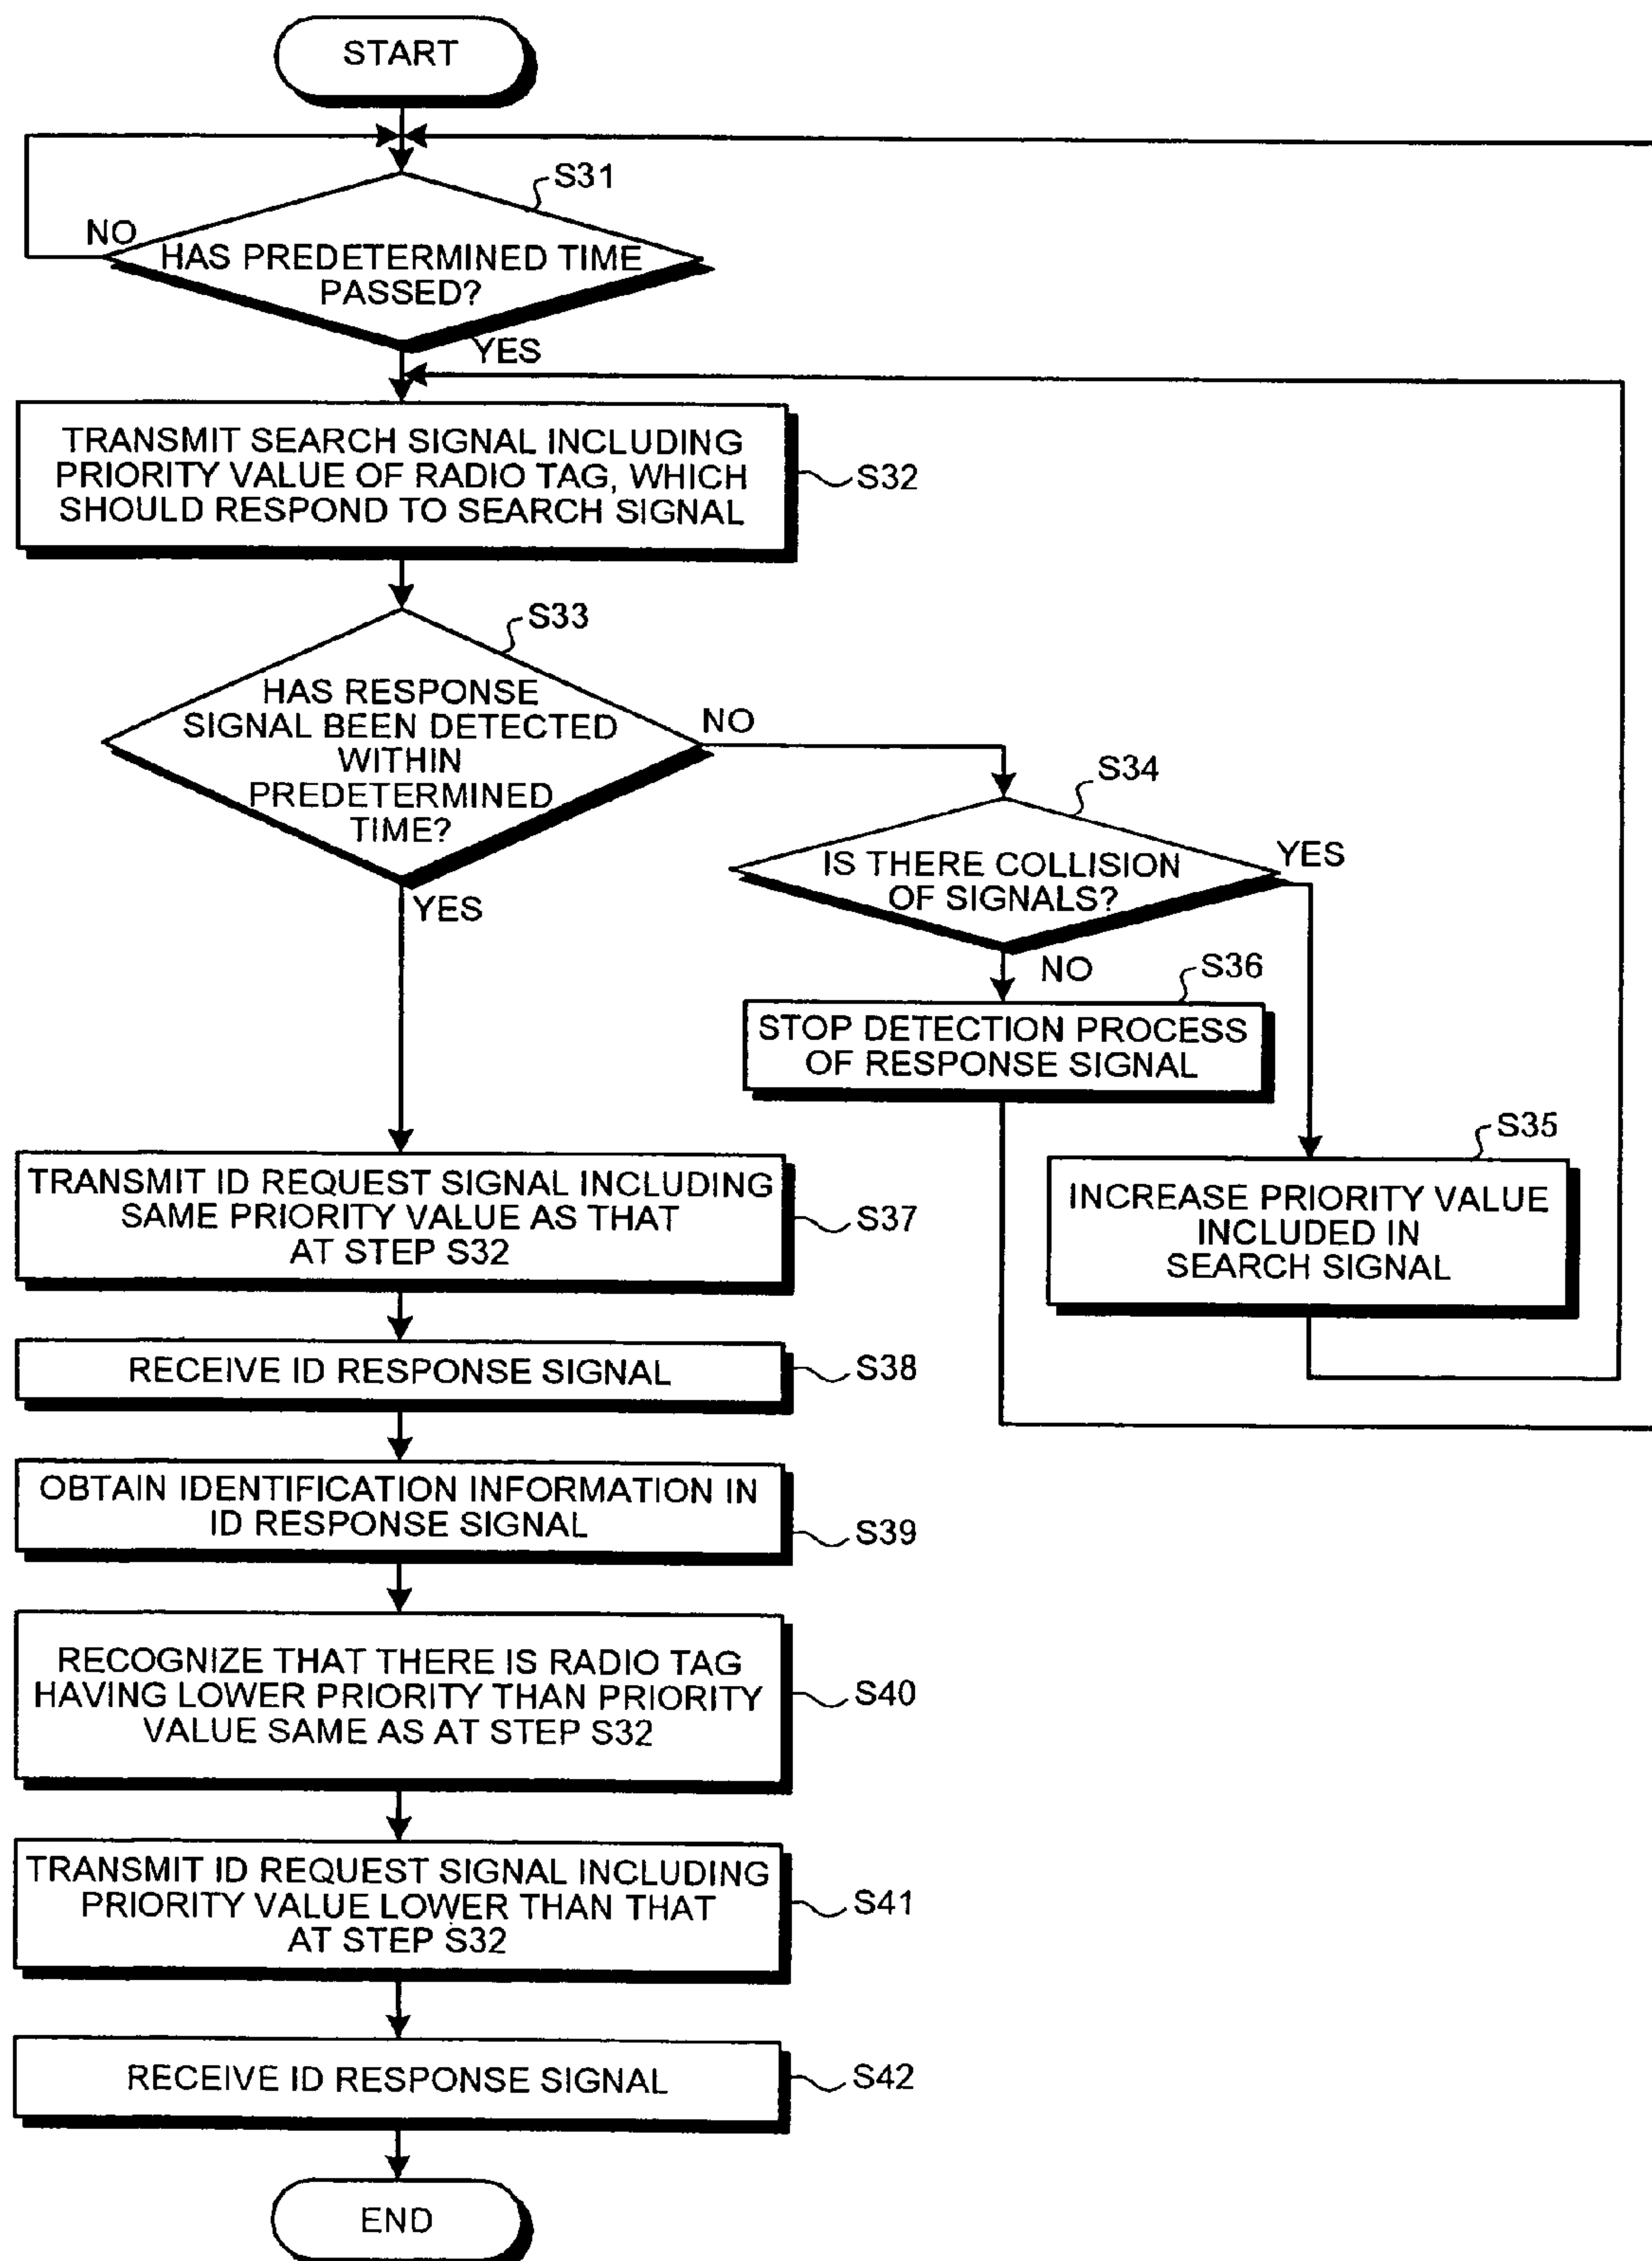 START
S31
NO
HAS PREDETERMINED TIME
PASSED?
YES
TRANSMIT SEARCH SIGNAL INCLUDING
PRIORITY VALUE OF RADIO TAG, WHICH
SHOULD RESPOND TO SEARCH SIGNAL
S32
S33
HAS RESPONSE
SIGNAL BEEN DETECTED
WITHIN
PREDETERMINED
TIME?
NO
YES
S34
IS THERE COLLISION
OF SIGNALS?
YES
NO
S36
STOP DETECTION PROCESS
OF RESPONSE SIGNAL
S35
INCREASE PRIORITY VALUE
INCLUDED IN
SEARCH SIGNAL
TRANSMIT ID REQUEST SIGNAL INCLUDING
SAME PRIORITY VALUE AS THAT
AT STEP S32
S37
RECEIVE ID RESPONSE SIGNAL
S38
OBTAIN IDENTIFICATION INFORMATION IN
ID RESPONSE SIGNAL
S39
RECOGNIZE THAT THERE IS RADIO TAG
HAVING LOWER PRIORITY THAN PRIORITY
VALUE SAME AS AT STEP S32
S40
TRANSMIT ID REQUEST SIGNAL INCLUDING
PRIORITY VALUE LOWER THAN THAT
AT STEP S32
S41
RECEIVE ID RESPONSE SIGNAL
S42
END